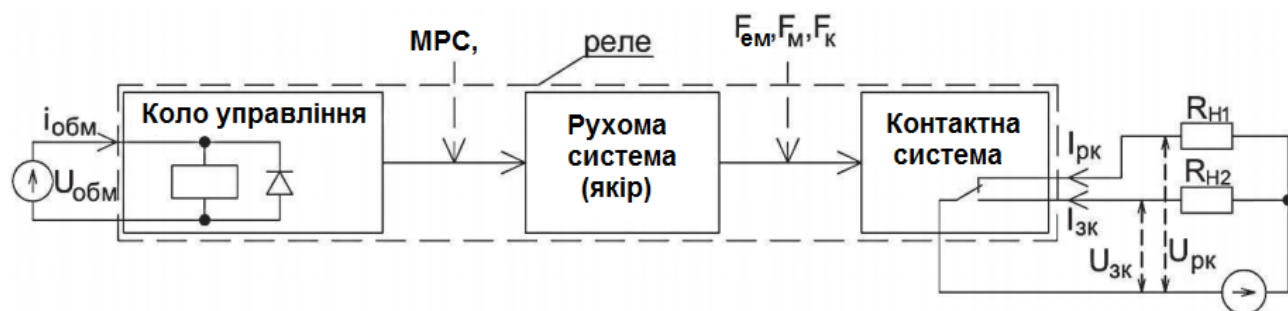 МРС,
реле
Fем,Fм,Fк
Коло управління
Рухома
система
(якір)
Контактна
система
iобм
Uобм
Iрк
Iзк
RН1
RН2
Uзк
Uрк